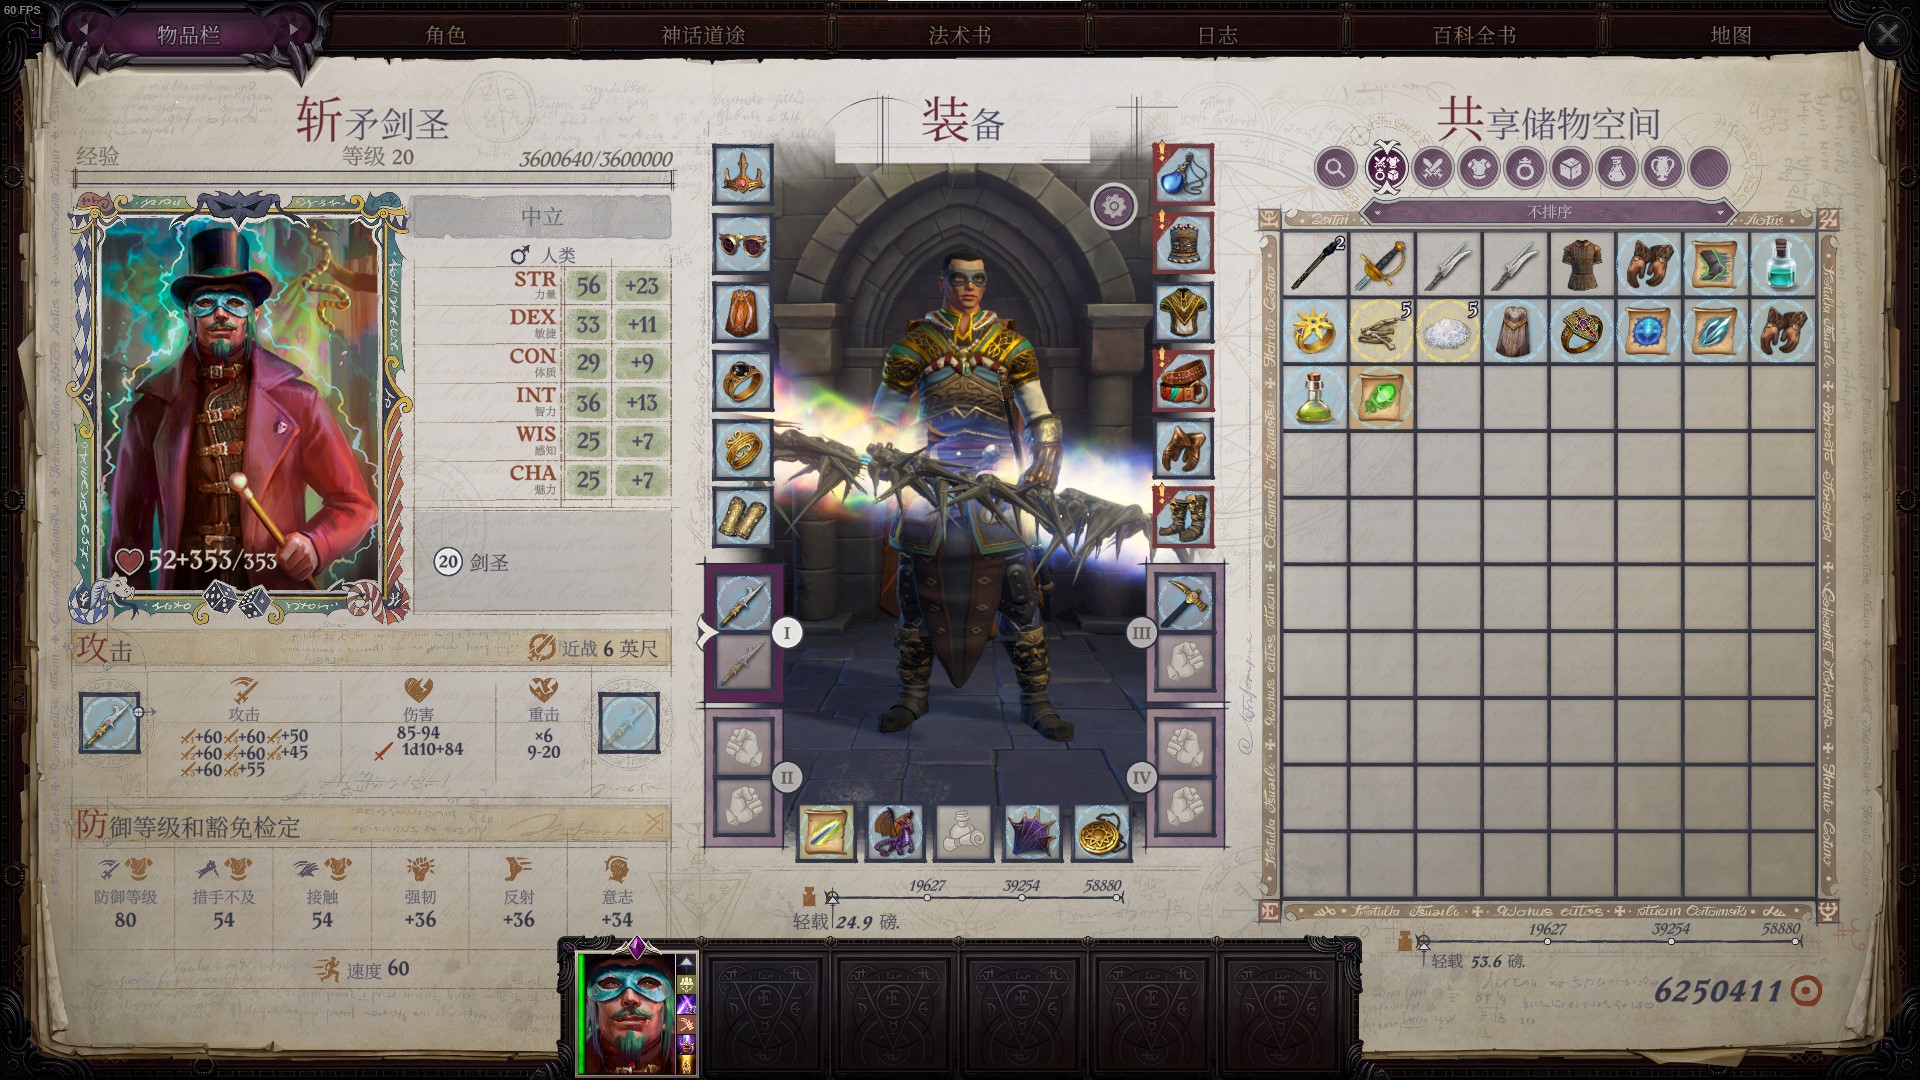 60 FPS
物品栏
角色
神话道途
法术书
日志
百科全书
地图
斩矛剑圣
经验
等级 20
3600640/3600000
中立
人类
STR
力量
56
+23
DEX
敏捷
33
+11
CON
体质
29
+9
INT
智力
36
+13
WIS
感知
25
+7
CHA
魅力
25
+7
52+353/353
20 剑圣
攻击
近战 6 英尺
攻击
+60 +60 +50
+60 +60 +45
+60 +55
伤害
85-94
1d10+84
重击
×6
9-20
防御等级和豁免检定
防御等级
80
措手不及
54
接触
54
强韧
+36
反射
+36
意志
+34
速度 60
装备
I
II
III
IV
19627
39254
58880
轻载 24.9 磅.
共享储物空间
不排序
2
5
5
19627
39254
58880
轻载 53.6 磅.
6250411